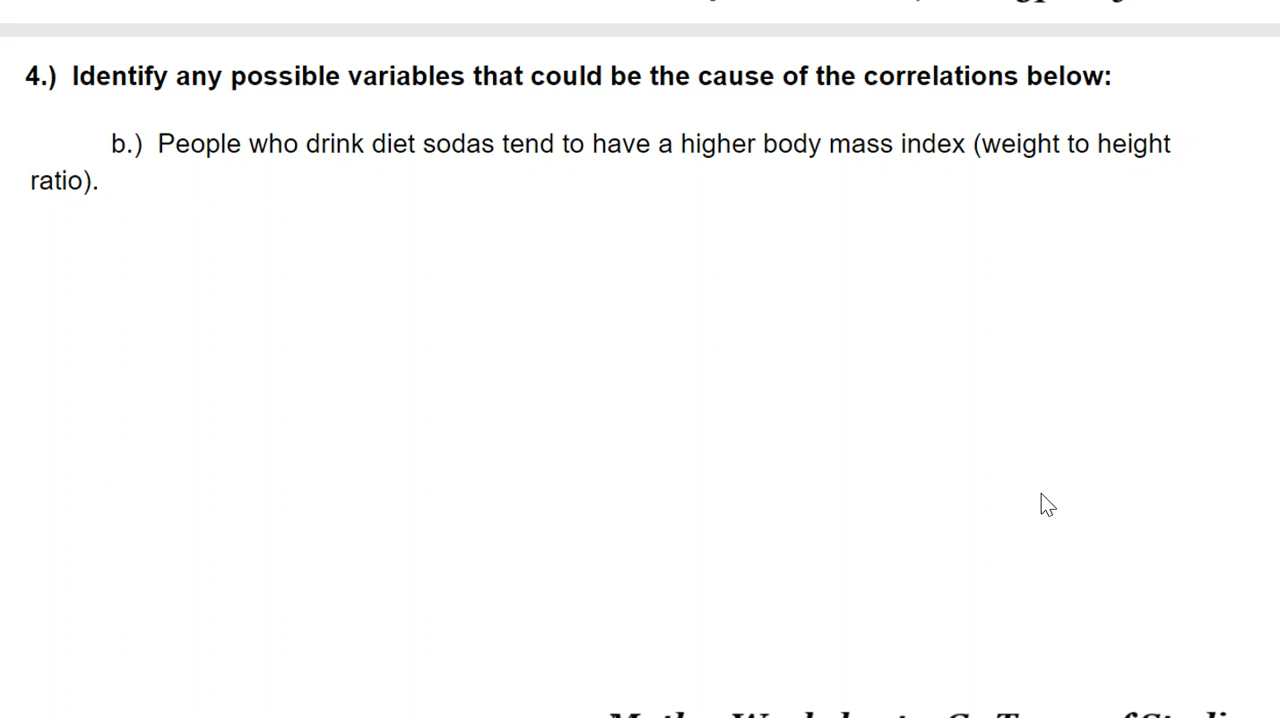 4.) Identify any possible variables that could be the cause of the correlations below:
b.) People who drink diet sodas tend to have a higher body mass index (weight to height
ratio).